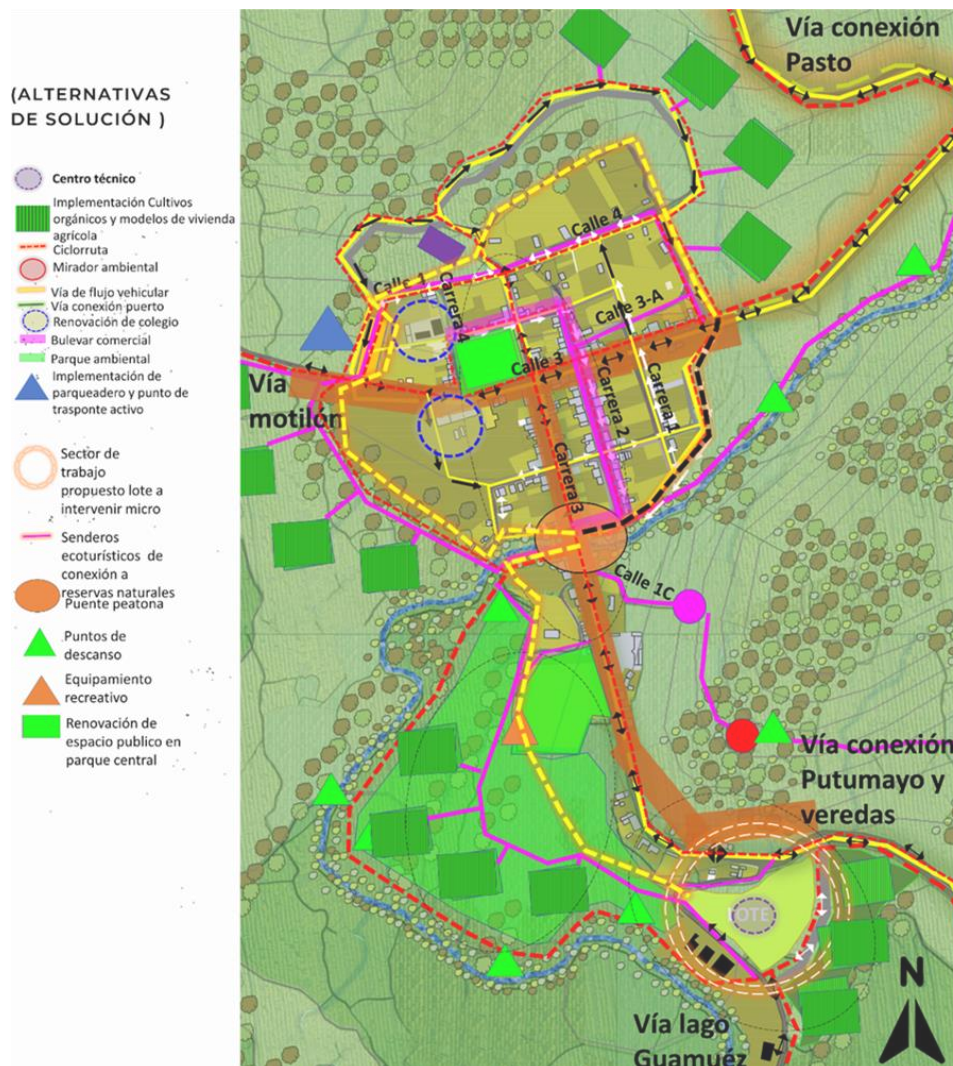 (ALTERNATIVAS
DE SOLUCIÓN )
Centro técnico
Implementación Cultivos
orgánicos y modelos de vivienda
agrícola
Ciclorruta
Mirador ambiental
Vía de flujo vehicular
Vía conexión puerto
Renovación de colegio
Bulevar comercial
Parque ambiental
Implementación de
parqueadero y punto de
trasponte activo
Sector de
trabajo
propuesto lote a
intervenir micro
Senderos
ecoturísticos de
conexión a
reservas naturales
Puente peatona
Puntos de
descanso
Equipamiento
recreativo
Renovación de
espacio publico en
parque central
Vía conexión
Pasto
Calle 4
Carrera 4
Calle 3-A
Calle 3
Vía
motilón
Carrera 1
Carrera 2
Carrera 3
Calle 1C
Vía conexión
Putumayo y
veredas
OTE
N
Vía lago
Guamuéz